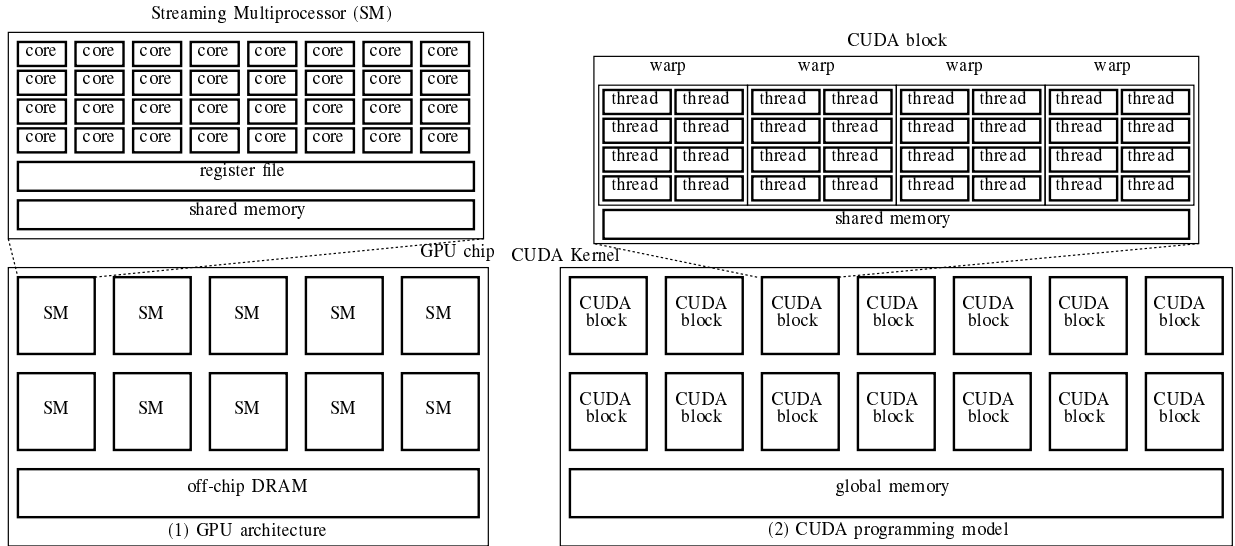 Streaming Multiprocessor (SM)
core core core core core core core core
core core core core core core core core
core core core core core core core core
core core core core core core core core
register file
shared memory
GPU chip
SM SM SM SM SM
SM SM SM SM SM
off-chip DRAM
(1) GPU architecture
CUDA block
warp warp warp warp
thread thread thread thread thread thread thread thread
thread thread thread thread thread thread thread thread
thread thread thread thread thread thread thread thread
thread thread thread thread thread thread thread thread
shared memory
CUDA Kernel
CUDA CUDA CUDA CUDA CUDA CUDA CUDA
block block block block block block block
CUDA CUDA CUDA CUDA CUDA CUDA CUDA
block block block block block block block
global memory
(2) CUDA programming model